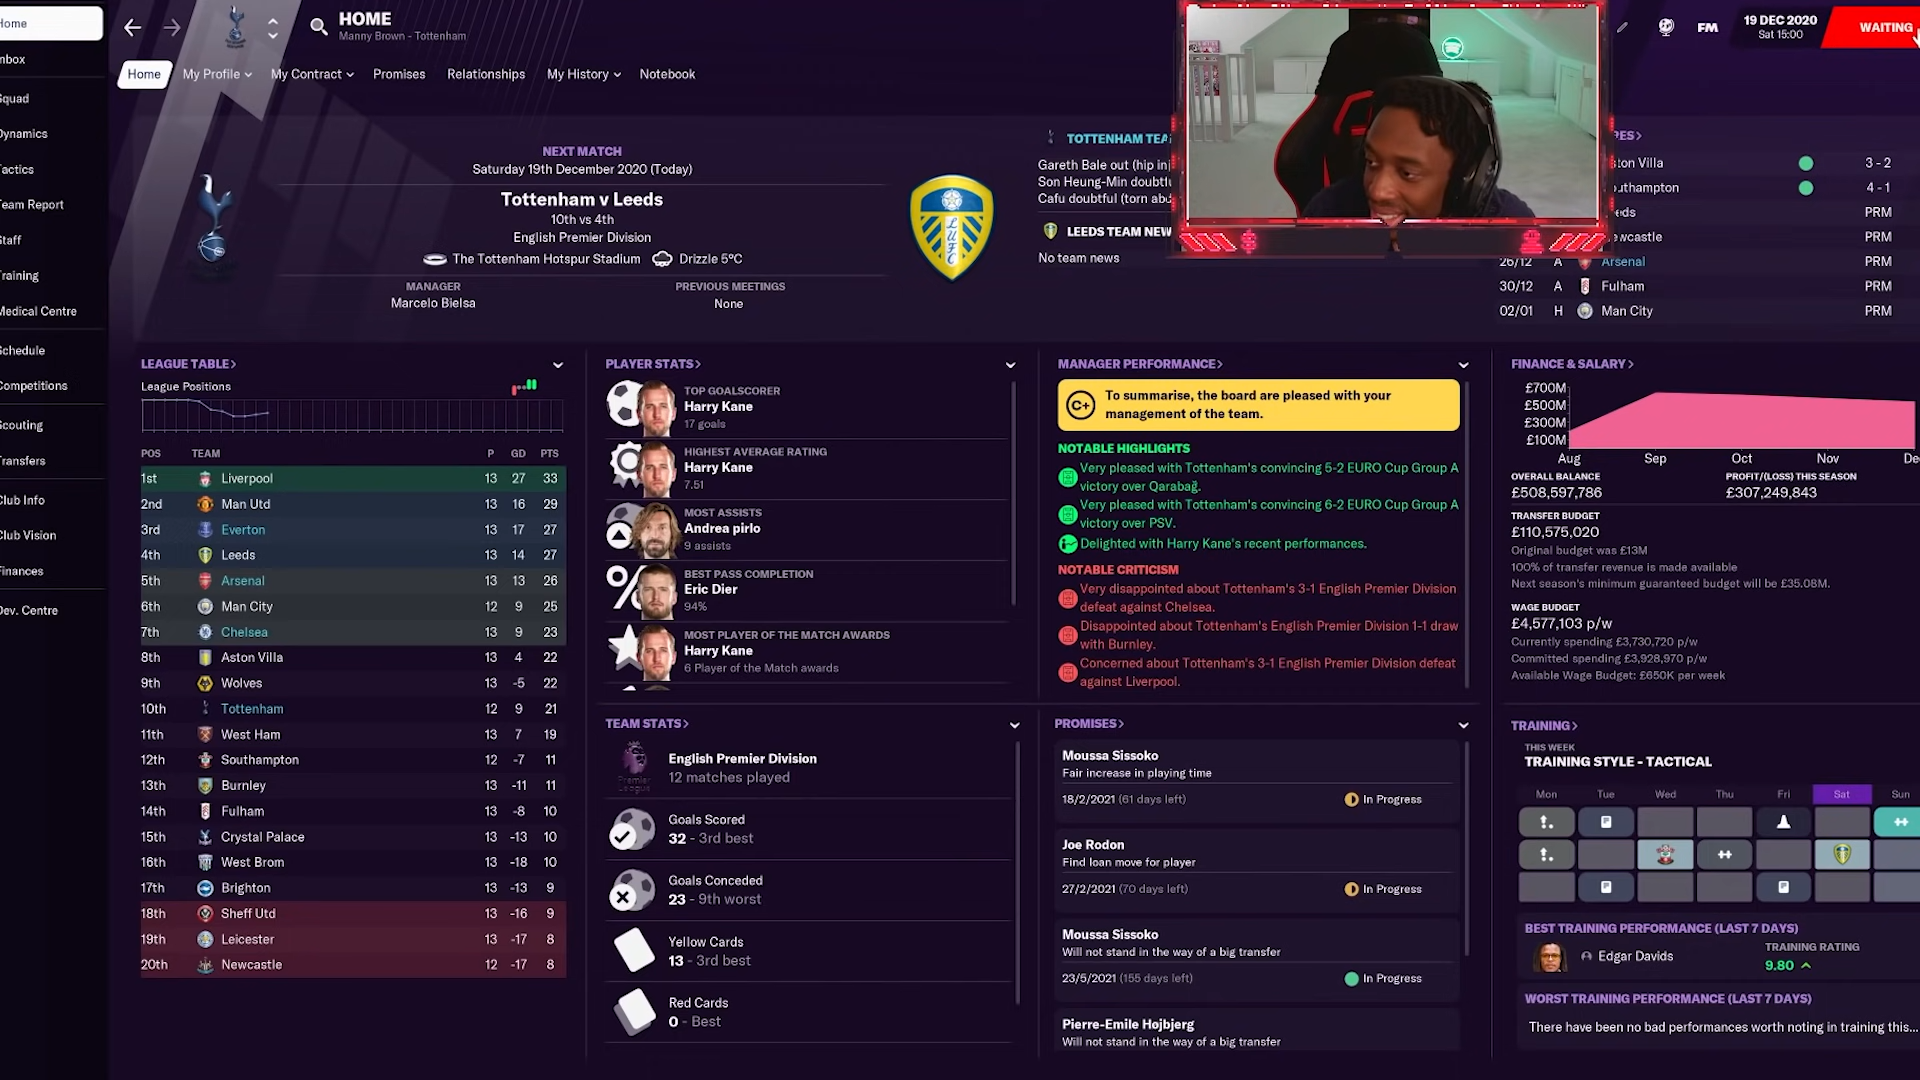 Home
HOME
Manny Brown - Tottenham
FM
19 DEC 2020
Sat 15:00
WAITING
Inbox
Squad
Dynamics
Tactics
Team Report
Staff
Training
Medical Centre
Schedule
Competitions
Scouting
Transfers
Club Info
Club Vision
Finances
Dev. Centre
Home
My Profile
My Contract
Promises
Relationships
My History
Notebook
NEXT MATCH
Saturday 19th December 2020 (Today)
Tottenham v Leeds
10th vs 4th
English Premier Division
The Tottenham Hotspur Stadium
Drizzle 5°C
MANAGER
Marcelo Bielsa
PREVIOUS MEETINGS
None
LUFC
TOTTENHAM TEA
Gareth Bale out (hip in
Son Heung-Min doubtf
Cafu doubtful (torn abd
LEEDS TEAM NEW
No team news
RES>
ston Villa 3 - 2
outhampton 4 - 1
eds PRM
ewcastle PRM
26/12 A Arsenal PRM
30/12 A Fulham PRM
02/01 H Man City PRM
LEAGUE TABLE>
League Positions
POS TEAM P GD PTS
1st Liverpool 13 27 33
2nd Man Utd 13 16 29
3rd Everton 13 17 27
4th Leeds 13 14 27
5th Arsenal 13 13 26
6th Man City 12 9 25
7th Chelsea 13 9 23
8th Aston Villa 13 4 22
9th Wolves 13 -5 22
10th Tottenham 12 9 21
11th West Ham 13 7 19
12th Southampton 12 -7 11
13th Burnley 13 -11 11
14th Fulham 13 -8 10
15th Crystal Palace 13 -13 10
16th West Brom 13 -18 10
17th Brighton 13 -13 9
18th Sheff Utd 13 -16 9
19th Leicester 13 -17 8
20th Newcastle 12 -17 8
PLAYER STATS>
TOP GOALSCORER
Harry Kane
17 goals
HIGHEST AVERAGE RATING
Harry Kane
7.51
MOST ASSISTS
Andrea pirlo
9 assists
BEST PASS COMPLETION
Eric Dier
94%
MOST PLAYER OF THE MATCH AWARDS
Harry Kane
6 Player of the Match awards
TEAM STATS>
Premier
League
English Premier Division
12 matches played
Goals Scored
32 - 3rd best
Goals Conceded
23 - 9th worst
Yellow Cards
13 - 3rd best
Red Cards
0 - Best
MANAGER PERFORMANCE>
C+
To summarise, the board are pleased with your
management of the team.
NOTABLE HIGHLIGHTS
Very pleased with Tottenham's convincing 5-2 EURO Cup Group A
victory over Qarabağ.
Very pleased with Tottenham's convincing 6-2 EURO Cup Group A
victory over PSV.
Delighted with Harry Kane's recent performances.
NOTABLE CRITICISM
Very disappointed about Tottenham's 3-1 English Premier Division
defeat against Chelsea.
Disappointed about Tottenham's English Premier Division 1-1 draw
with Burnley.
Concerned about Tottenham's 3-1 English Premier Division defeat
against Liverpool.
PROMISES>
Moussa Sissoko
Fair increase in playing time
18/2/2021 (61 days left) In Progress
Joe Rodon
Find loan move for player
27/2/2021 (70 days left) In Progress
Moussa Sissoko
Will not stand in the way of a big transfer
23/5/2021 (155 days left) In Progress
Pierre-Emile Højbjerg
Will not stand in the way of a big transfer
FINANCE & SALARY>
£700M
£500M
£300M
£100M
Aug Sep Oct Nov De
OVERALL BALANCE
£508,597,786
PROFIT/(LOSS) THIS SEASON
£307,249,843
TRANSFER BUDGET
£110,575,020
Original budget was £13M
100% of transfer revenue is made available
Next season's minimum guaranteed budget will be £35.08M.
WAGE BUDGET
£4,577,103 p/w
Currently spending £3,730,720 p/w
Committed spending £3,928,970 p/w
Available Wage Budget: £650K per week
TRAINING>
THIS WEEK
TRAINING STYLE - TACTICAL
Mon Tue Wed Thu Fri Sat Sun
BEST TRAINING PERFORMANCE (LAST 7 DAYS)
Edgar Davids
TRAINING RATING
9.80
WORST TRAINING PERFORMANCE (LAST 7 DAYS)
There have been no bad performances worth noting in training this...